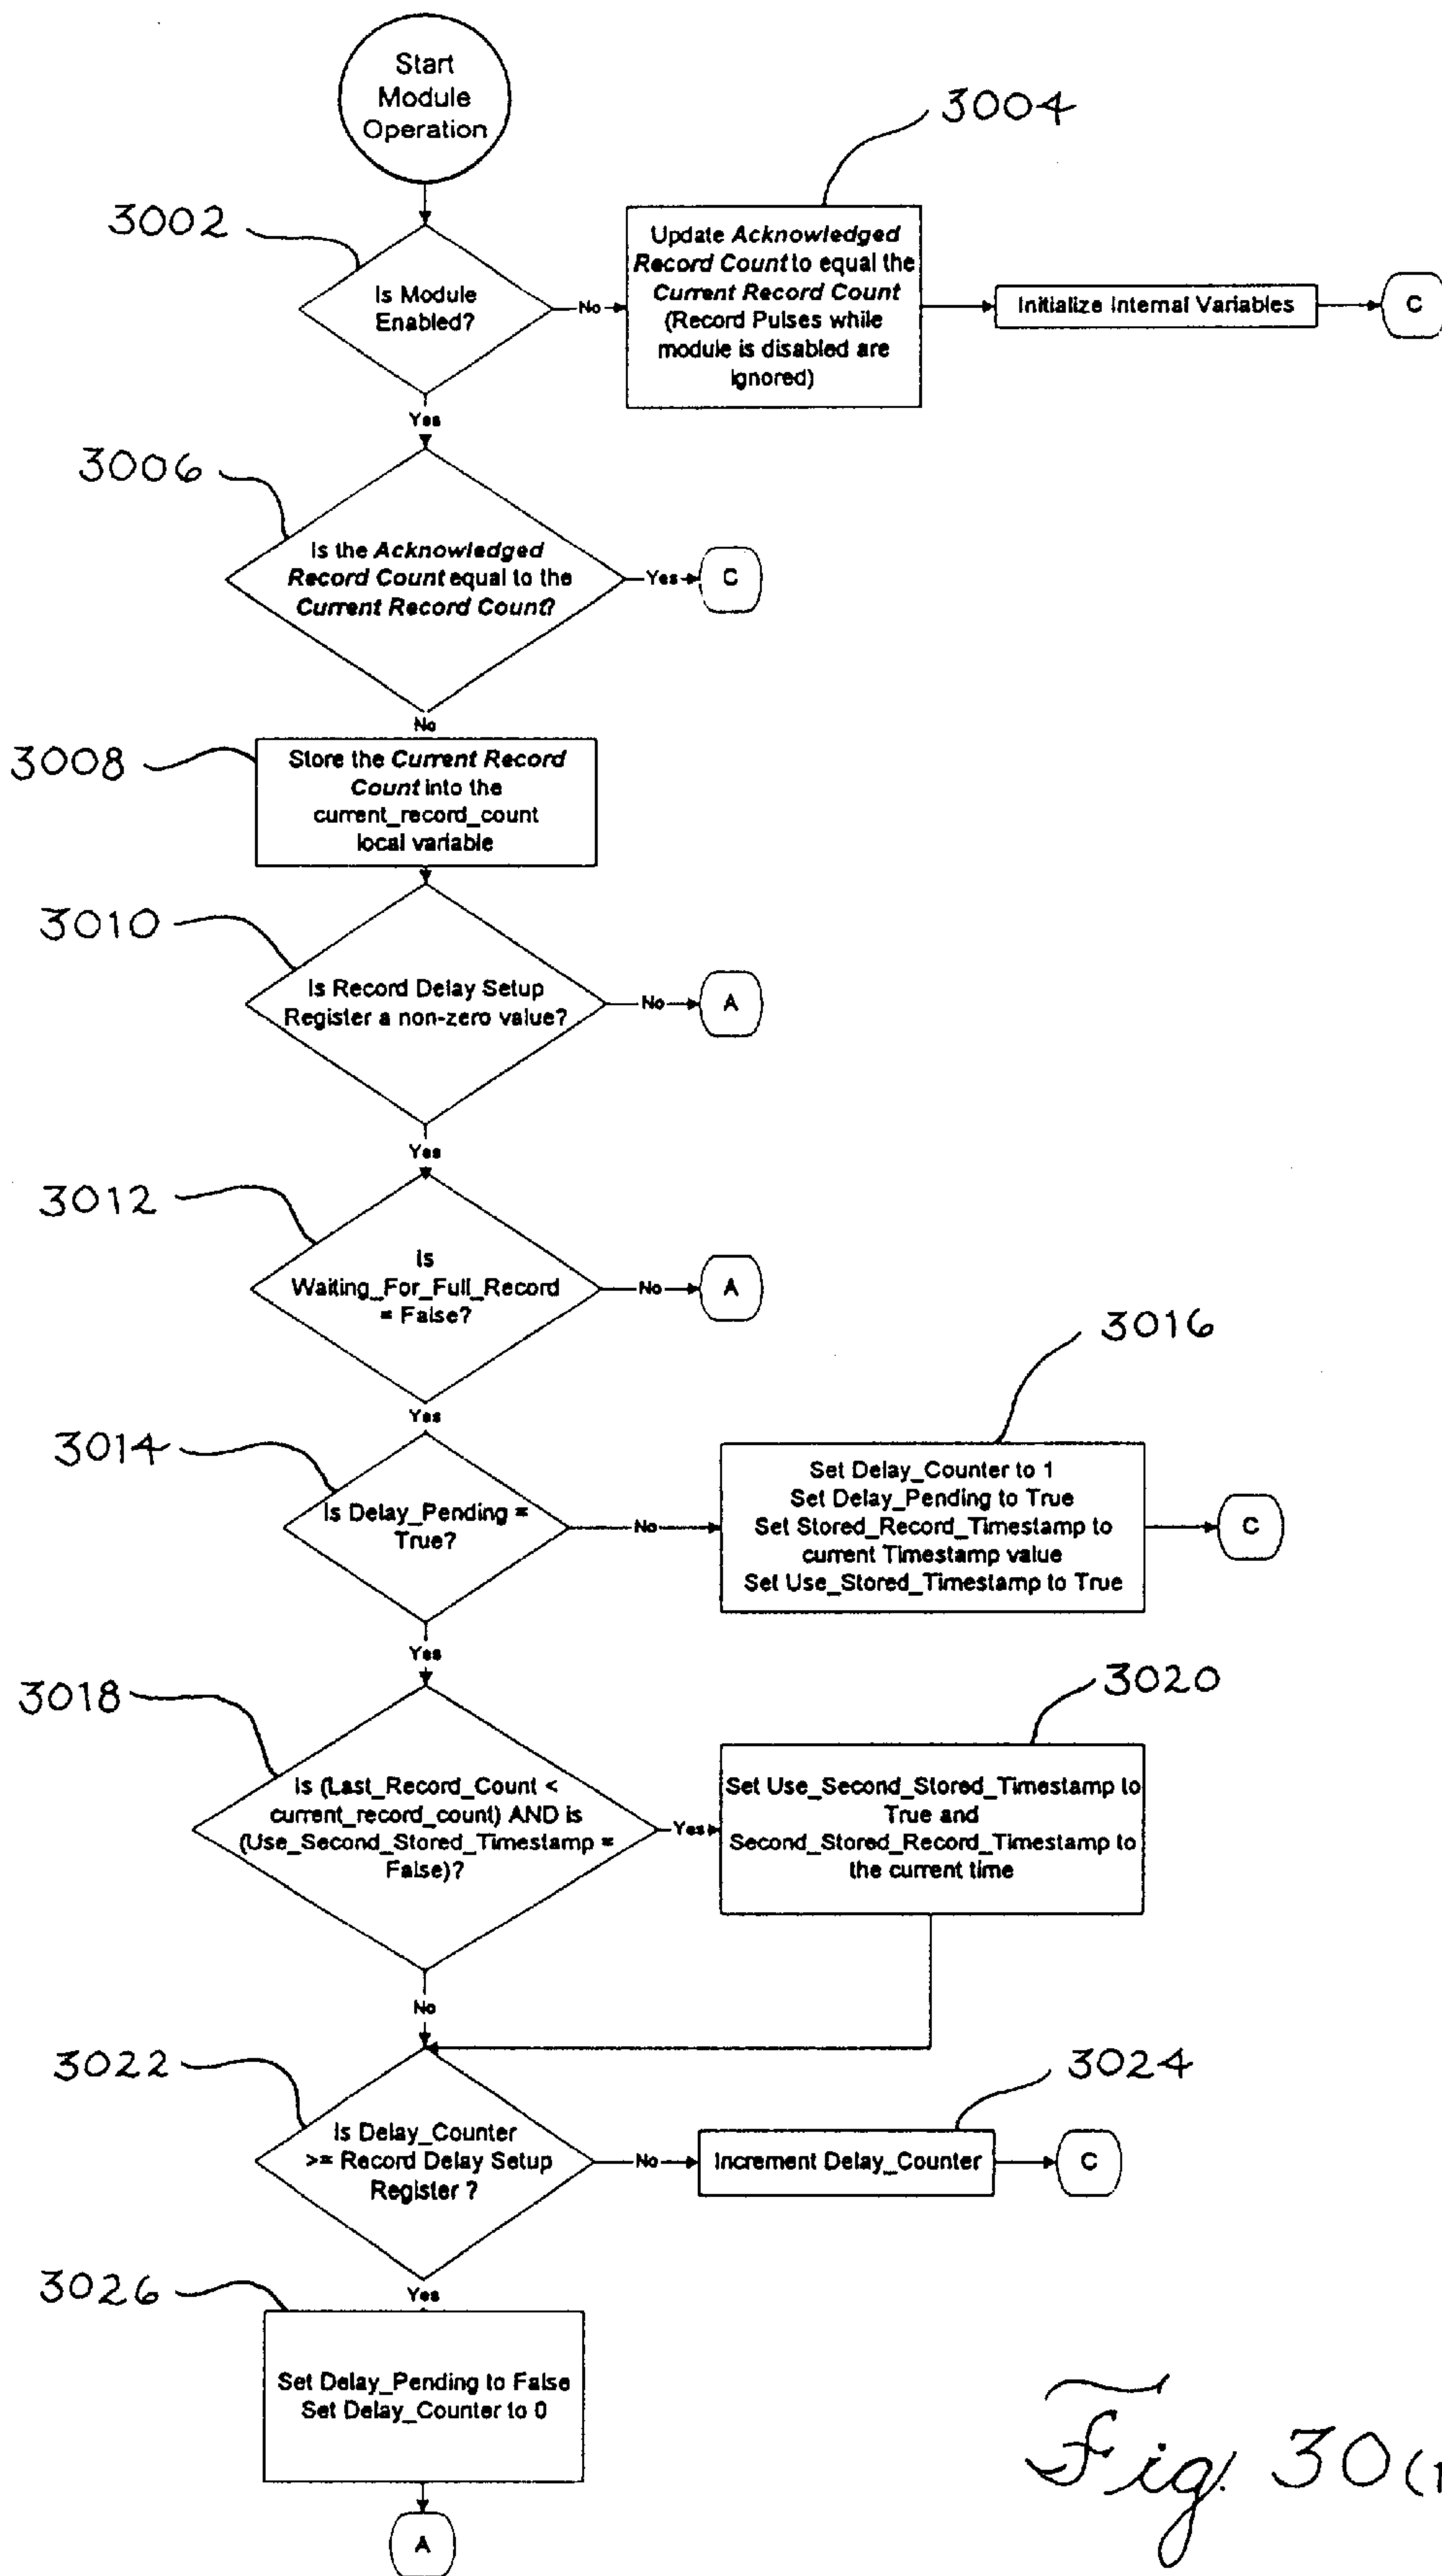 Start
Module
Operation
3004
3002
Is Module
Enabled?
No
Update Acknowledged
Record Count to equal the
Current Record Count
(Record Pulses while
module is disabled are
ignored)
Initialize Internal Variables
C
Yes
3006
Is the Acknowledged
Record Count equal to the
Current Record Count?
Yes
C
No
3008
Store the Current Record
Count into the
current_record_count
local variable
3010
Is Record Delay Setup
Register a non-zero value?
No
A
Yes
3012
Is
Waiting_For_Full_Record
= False?
No
A
Yes
3016
3014
Is Delay_Pending =
True?
No
Set Delay_Counter to 1
Set Delay_Pending to True
Set Stored_Record_Timestamp to
current Timestamp value
Set Use_Stored_Timestamp to True
C
Yes
3018
3020
Is (Last_Record_Count <
current_record_count) AND is
(Use_Second_Stored_Timestamp =
False)?
Yes
Set Use_Second_Stored_Timestamp to
True and
Second_Stored_Record_Timestamp to
the current time
No
3022
3024
Is Delay_Counter
>= Record Delay Setup
Register ?
No
Increment Delay_Counter
C
Yes
3026
Set Delay_Pending to False
Set Delay_Counter to 0
A
Fig. 30